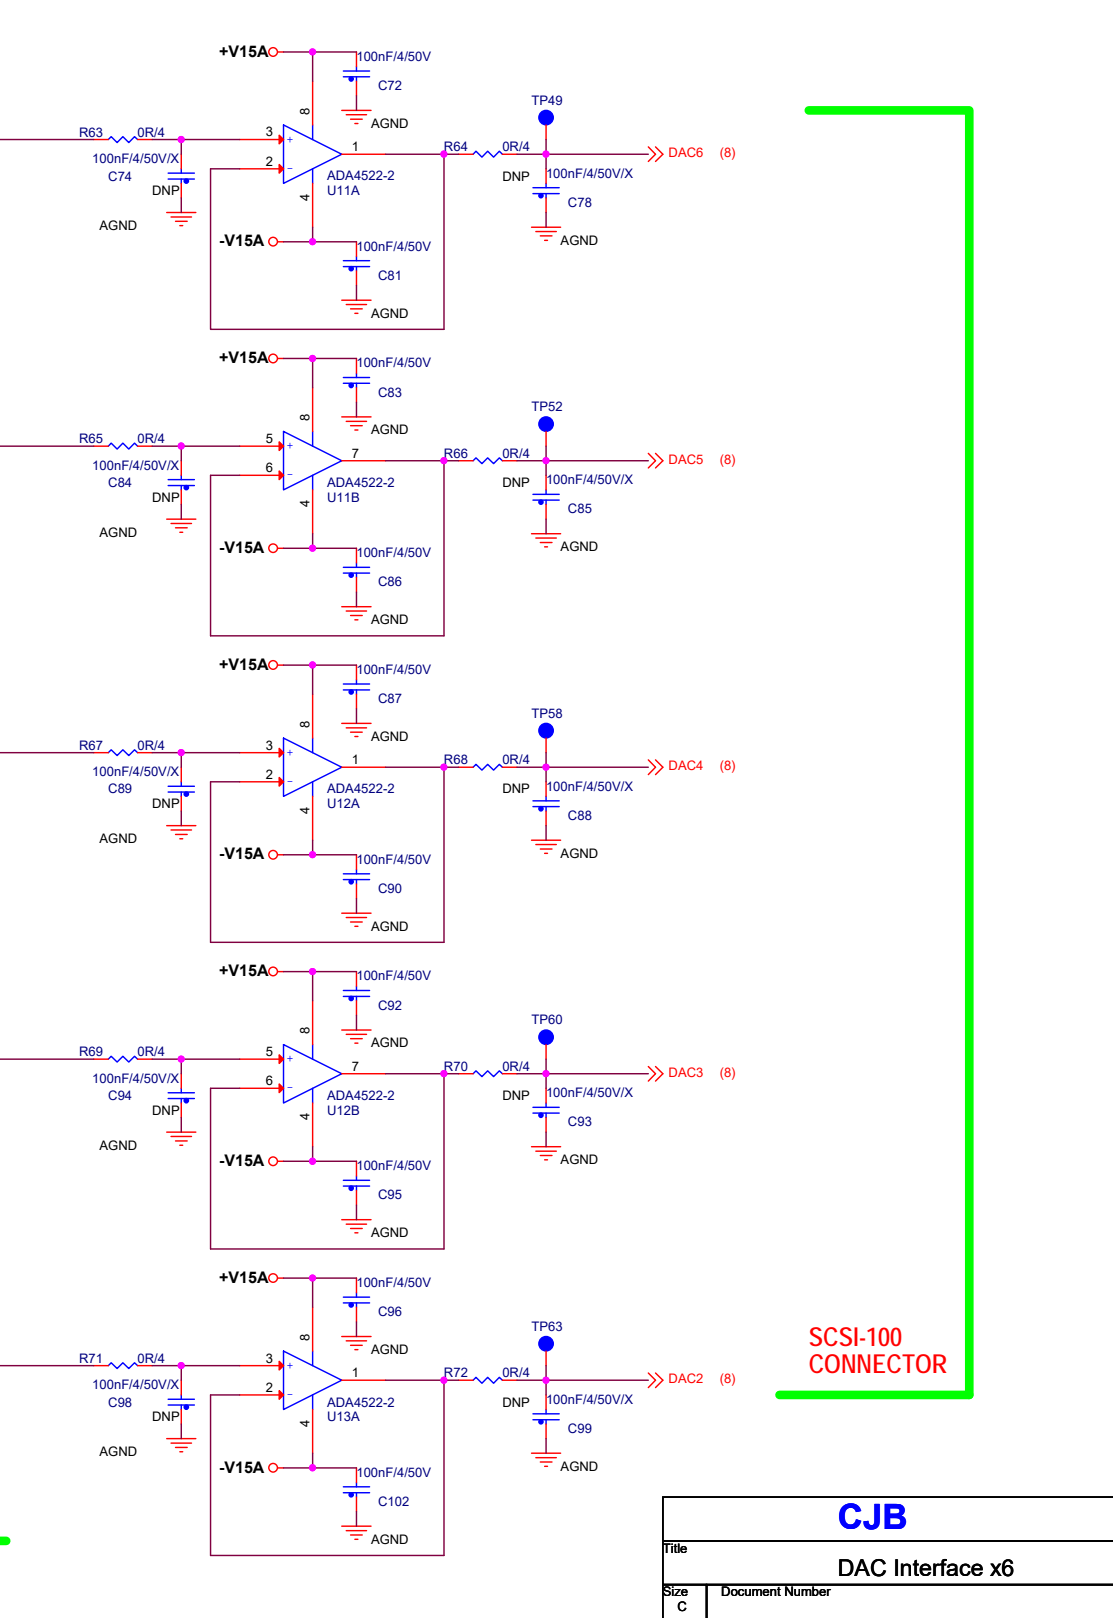 +V15A
100nF/4/50V
C72
8
AGND
TP49
R63 0R/4
3
+
1
R64 0R/4
DAC6 (8)
100nF/4/50V/X
2
-
C74
DNP
ADA4522-2
U11A
4
DNP
100nF/4/50V/X
C78
AGND
-V15A
AGND
100nF/4/50V
C81
AGND
+V15A
100nF/4/50V
C83
8
AGND
TP52
R65 0R/4
5
+
7
R66 0R/4
DAC5 (8)
100nF/4/50V/X
6
-
C84
DNP
ADA4522-2
U11B
4
DNP
100nF/4/50V/X
C85
AGND
-V15A
AGND
100nF/4/50V
C86
AGND
+V15A
100nF/4/50V
C87
8
AGND
TP58
R67 0R/4
3
+
1
R68 0R/4
DAC4 (8)
100nF/4/50V/X
2
-
C89
DNP
ADA4522-2
U12A
4
DNP
100nF/4/50V/X
C88
AGND
-V15A
AGND
100nF/4/50V
C90
AGND
+V15A
100nF/4/50V
C92
8
AGND
TP60
R69 0R/4
5
+
7
R70 0R/4
DAC3 (8)
100nF/4/50V/X
6
-
C94
DNP
ADA4522-2
U12B
4
DNP
100nF/4/50V/X
C93
AGND
-V15A
AGND
100nF/4/50V
C95
AGND
+V15A
100nF/4/50V
C96
8
AGND
TP63
R71 0R/4
3
+
1
R72 0R/4
DAC2 (8)
100nF/4/50V/X
2
-
C98
DNP
ADA4522-2
U13A
4
DNP
100nF/4/50V/X
C99
AGND
-V15A
AGND
100nF/4/50V
C102
AGND
SCSI-100
CONNECTOR
CJB
Title
DAC Interface x6
Size
C
Document Number